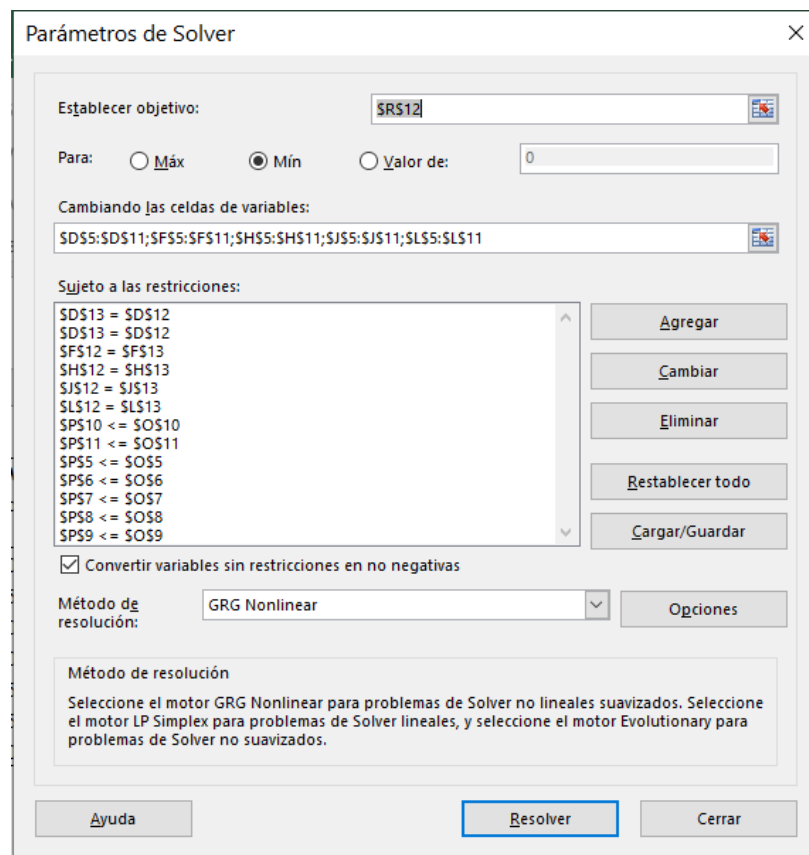 Parámetros de Solver
Establecer objetivo:
$R$12
Para:
Máx
Mín
Valor de:
0
Cambiando las celdas de variables:
$D$5:$D$11;$F$5:$F$11;$H$5:$H$11;$J$5:$J$11;$L$5:$L$11
Sujeto a las restricciones:
$D$13 = $D$12
$D$13 = $D$12
$F$12 = $F$13
$H$12 = $H$13
$J$12 = $J$13
$L$12 = $L$13
$P$10 <= $O$10
$P$11 <= $O$11
$P$5 <= $O$5
$P$6 <= $O$6
$P$7 <= $O$7
$P$8 <= $O$8
$P$9 <= $O$9
Agregar
Cambiar
Eliminar
Restablecer todo
Cargar/Guardar
Convertir variables sin restricciones en no negativas
Método de
resolución:
GRG Nonlinear
Opciones
Método de resolución
Seleccione el motor GRG Nonlinear para problemas de Solver no lineales suavizados. Seleccione
el motor LP Simplex para problemas de Solver lineales, y seleccione el motor Evolutionary para
problemas de Solver no suavizados.
Ayuda
Resolver
Cerrar